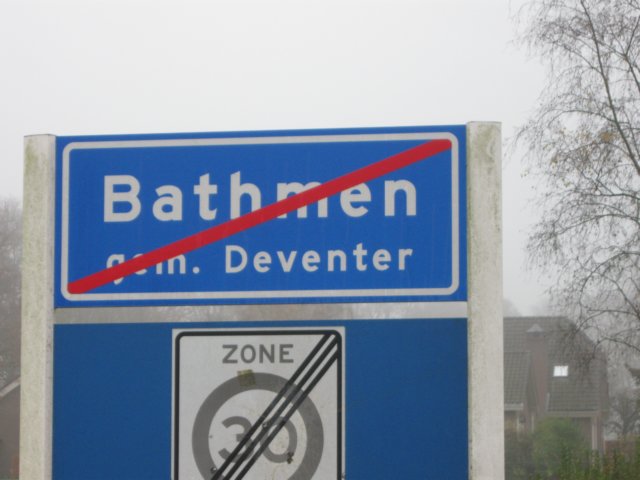 Bathmen
gem. Deventer
ZONE
30